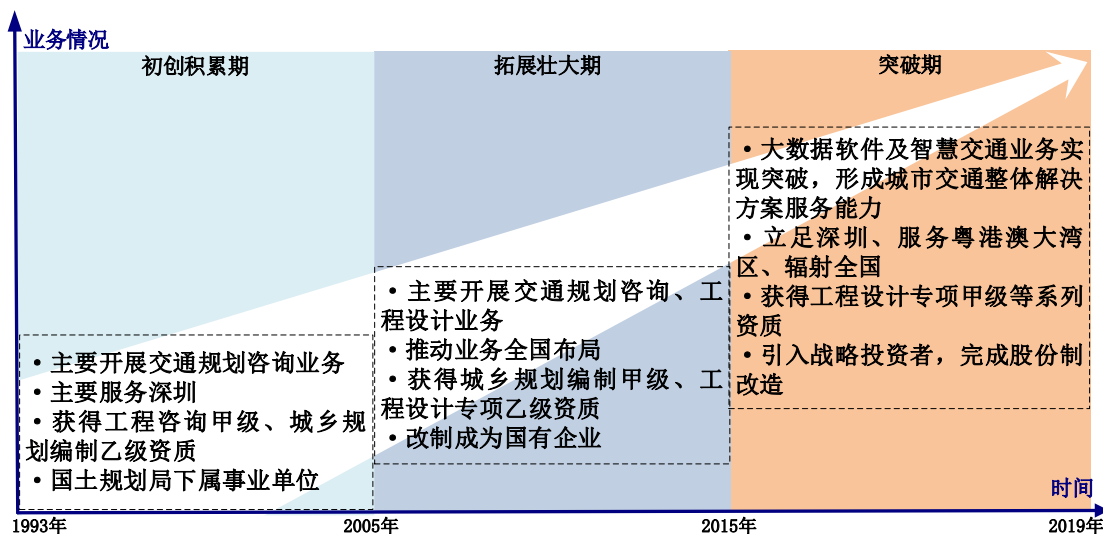 业务情况
初创积累期
拓展壮大期
突破期
·大数据软件及智慧交通业务实
现突破，形成城市交通整体解决
方案服务能力
·立足深圳、服务粤港澳大湾
区、辐射全国
·获得工程设计专项甲级等系列
资质
·引入战略投资者，完成股份制
改造
·主要开展交通规划咨询、工
程设计业务
·推动业务全国布局
·获得城乡规划编制甲级、工
程设计专项乙级资质
·改制成为国有企业
·主要开展交通规划咨询业务
·主要服务深圳
·获得工程咨询甲级、城乡规
划编制乙级资质
·国土规划局下属事业单位
时间
1993年
2005年
2015年
2019年